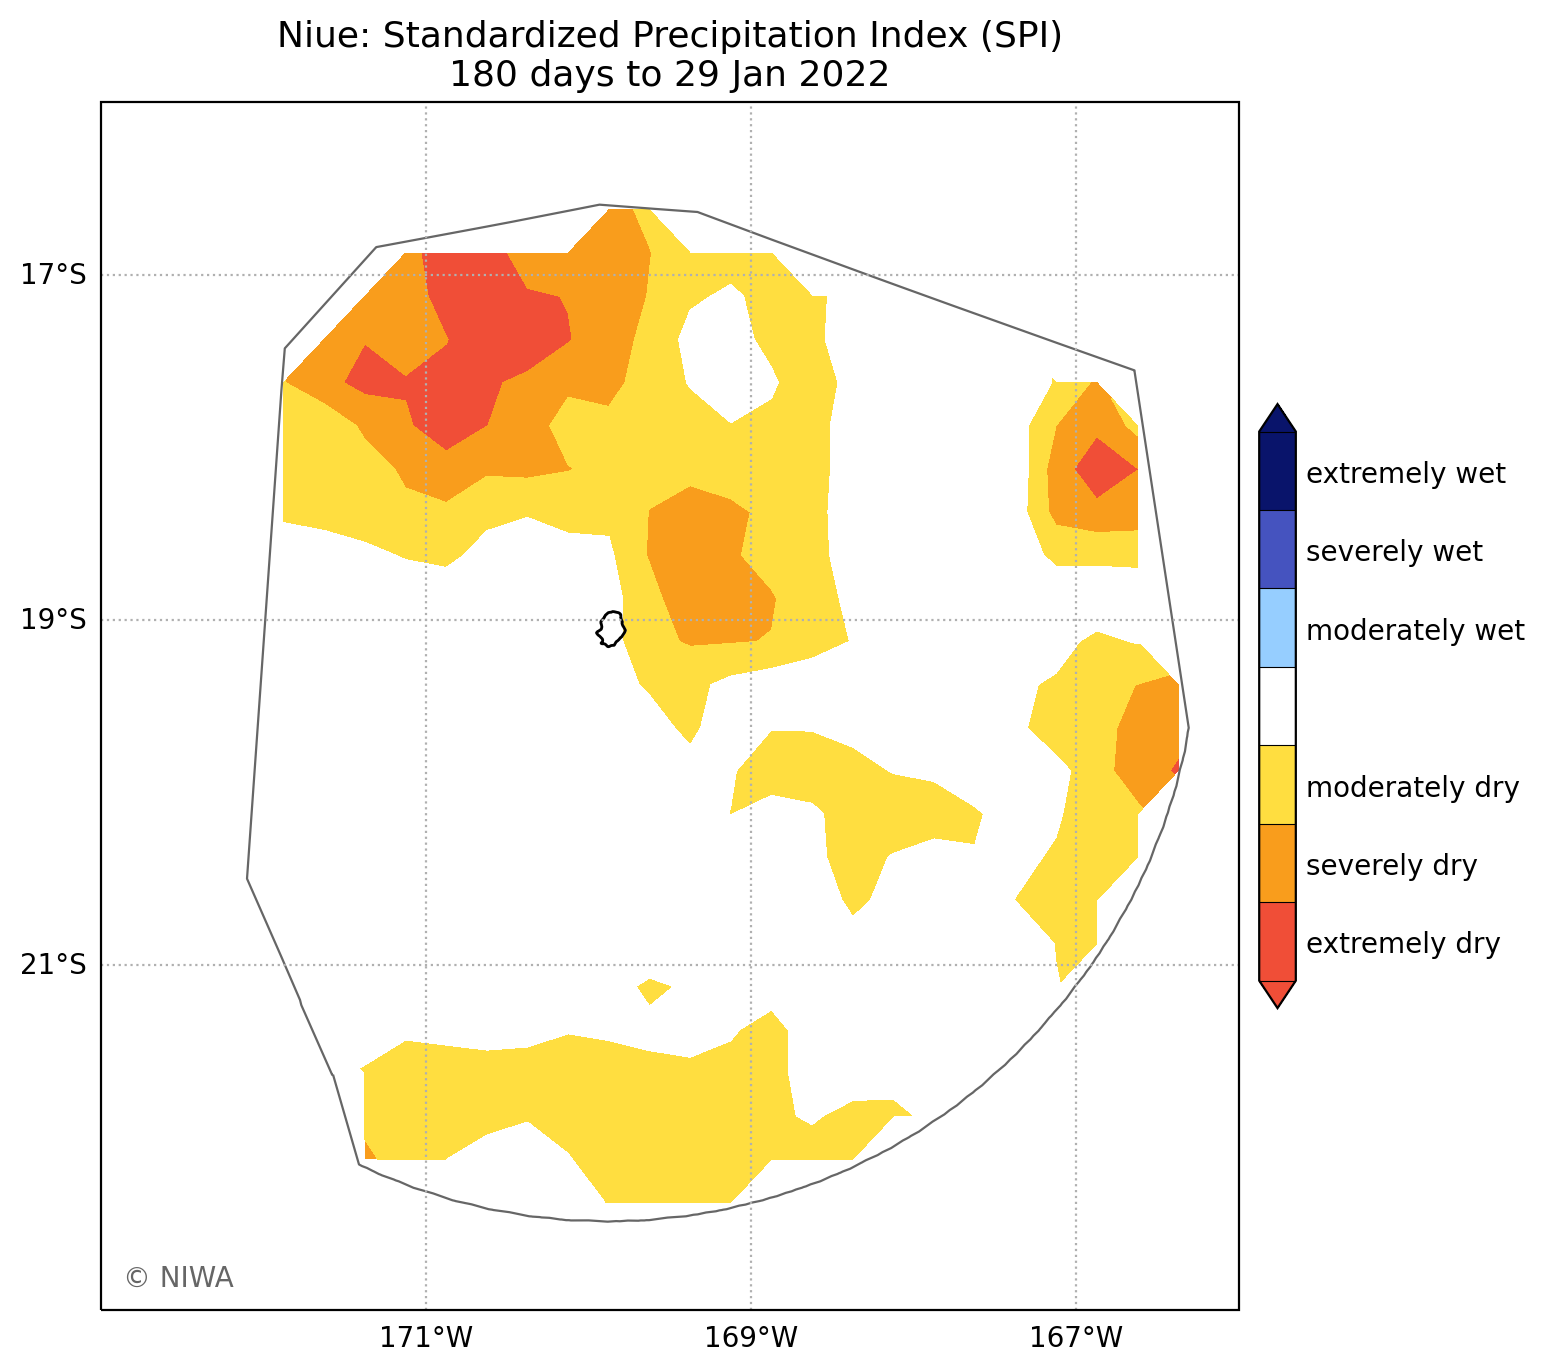 Niue: Standardized Precipitation Index (SPI)
180 days to 29 Jan 2022
17°S
19°S
21°S
171°W
169°W
167°W
extremely wet
severely wet
moderately wet
moderately dry
severely dry
extremely dry
© NIWA